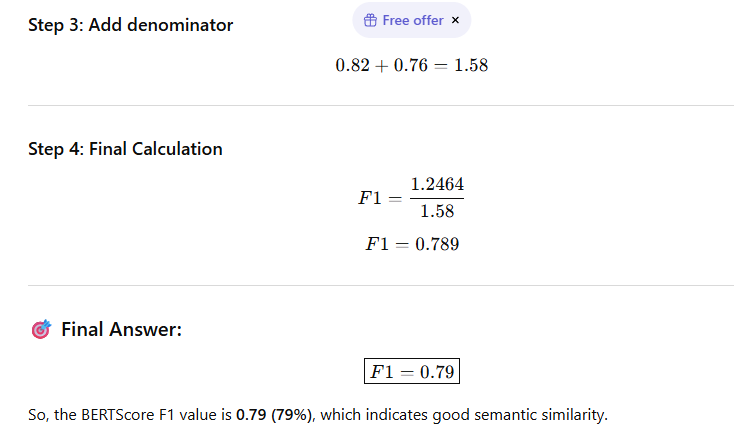 Free offer ×
Step 3: Add denominator
0.82 + 0.76 = 1.58
Step 4: Final Calculation
F1 = 1.2464 / 1.58
F1 = 0.789
🎯 Final Answer:
F1 = 0.79
So, the BERTScore F1 value is 0.79 (79%), which indicates good semantic similarity.